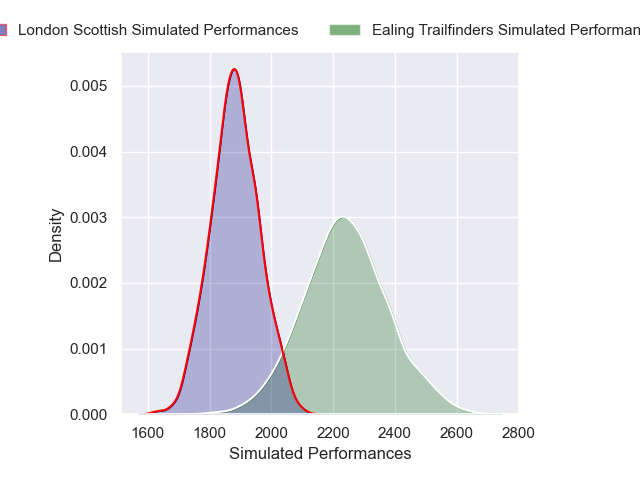 London Scottish Simulated Performances
Ealing Trailfinders Simulated Performan
0.005
0.004
0.003
0.002
0.001
0.000
Density
1600 1800 2000 2200 2400 2600 2800
Simulated Performances